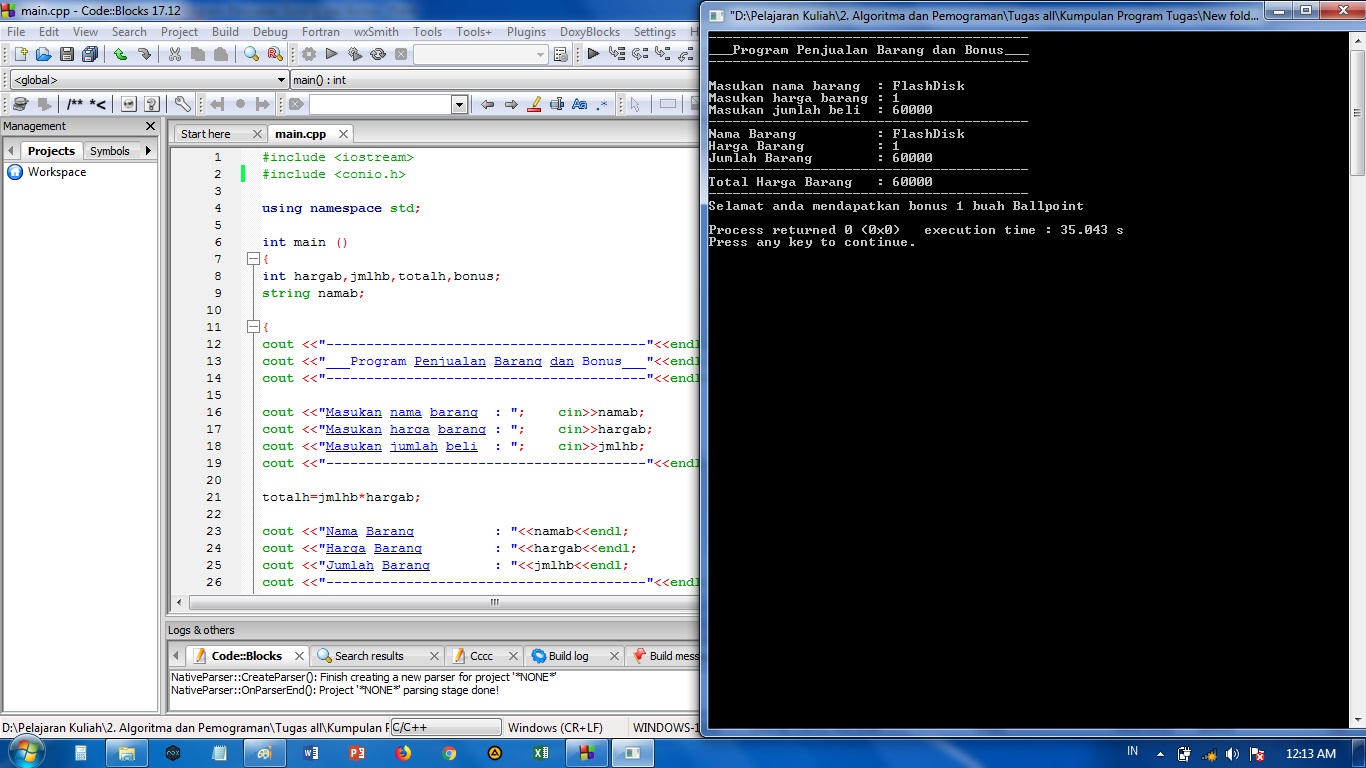 main.cpp - Code::Blocks 17.12
File Edit View Search Project Build Debug Fortran wxSmith Tools Tools+ Plugins DoxyBlocks Settings H
<global> main() : int
/** *< Aa .*
Management
Projects Symbols
Workspace
Start here main.cpp
1 #include <iostream>
2 #include <conio.h>
3
4 using namespace std;
5
6 int main ()
7 {
8 int hargab,jmlhb,totalh,bonus;
9 string namab;
10
11 {
12 cout <<"----------------------------------------"<<endl
13 cout <<"___Program Penjualan Barang dan Bonus___"<<endl
14 cout <<"----------------------------------------"<<endl
15
16 cout <<"Masukan nama barang  : ";    cin>>namab;
17 cout <<"Masukan harga barang : ";    cin>>hargab;
18 cout <<"Masukan jumlah beli  : ";    cin>>jmlhb;
19 cout <<"----------------------------------------"<<endl
20
21 totalh=jmlhb*hargab;
22
23 cout <<"Nama Barang          : "<<namab<<endl;
24 cout <<"Harga Barang         : "<<hargab<<endl;
25 cout <<"Jumlah Barang        : "<<jmlhb<<endl;
26 cout <<"----------------------------------------"<<endl
Logs & others
Code::Blocks Search results Cccc Build log Build mess
NativeParser::CreateParser(): Finish creating a new parser for project '*NONE*'
NativeParser::OnParserEnd(): Project '*NONE*' parsing stage done!
D:\Pelajaran Kuliah\2. Algoritma dan Pemograman\Tugas all\Kumpulan P C/C++ Windows (CR+LF) WINDOWS-1
"D:\Pelajaran Kuliah\2. Algoritma dan Pemograman\Tugas all\Kumpulan Program Tugas\New fold...
----------------------------------------
___Program Penjualan Barang dan Bonus___
----------------------------------------
Masukan nama barang  : FlashDisk
Masukan harga barang : 1
Masukan jumlah beli  : 60000
----------------------------------------
Nama Barang          : FlashDisk
Harga Barang         : 1
Jumlah Barang        : 60000
----------------------------------------
Total Harga Barang   : 60000
----------------------------------------
Selamat anda mendapatkan bonus 1 buah Ballpoint
Process returned 0 (0x0)   execution time : 35.043 s
Press any key to continue.
IN 12:13 AM